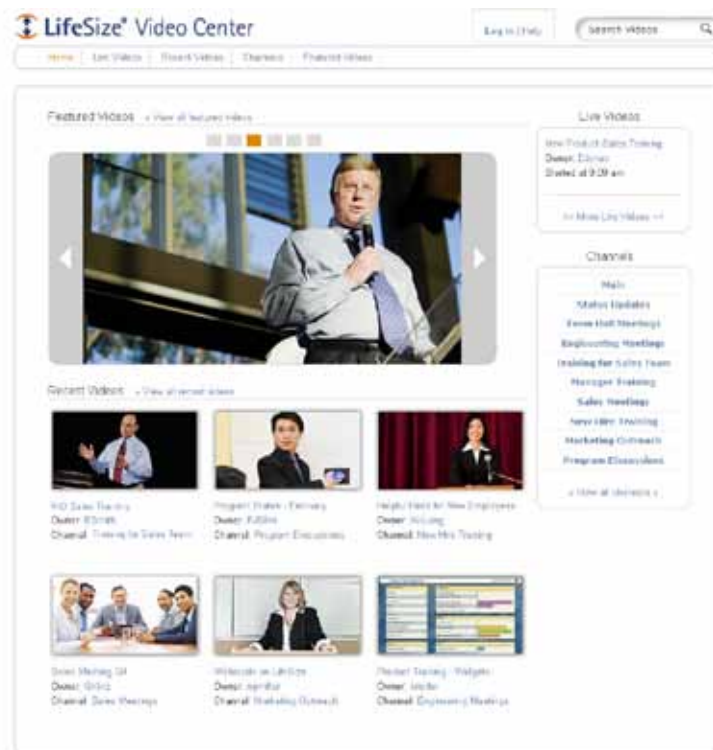 LifeSize® Video Center
Log In | Help
Search Videos
Home | Live Videos | Recent Videos | Channels | Featured Videos
Featured Videos » View all featured videos
Live Videos
New Product Sales Training
Owner:
Started at 9:09 am
<< More Live Videos >>
Channels
Main
Status Updates
Town Hall Meetings
Engineering Meetings
Training for Sales Team
Manager Training
Sales Meetings
New Hire Training
Marketing Outreach
Program Discussions
« View all channels »
Recent Videos » View all recent videos
Sales Training
Owner: BSmith
Channel: Training for Sales Team
Program Status - February
Owner:
Channel: Program Discussions
Helpful Hints for New Employees
Owner:
Channel: New Hire Training
Sales Meeting Q4
Owner:
Channel: Sales Meetings
Welcome to LifeSize
Owner:
Channel: Marketing Outreach
Product Training - Widgets
Owner:
Channel: Engineering Meetings